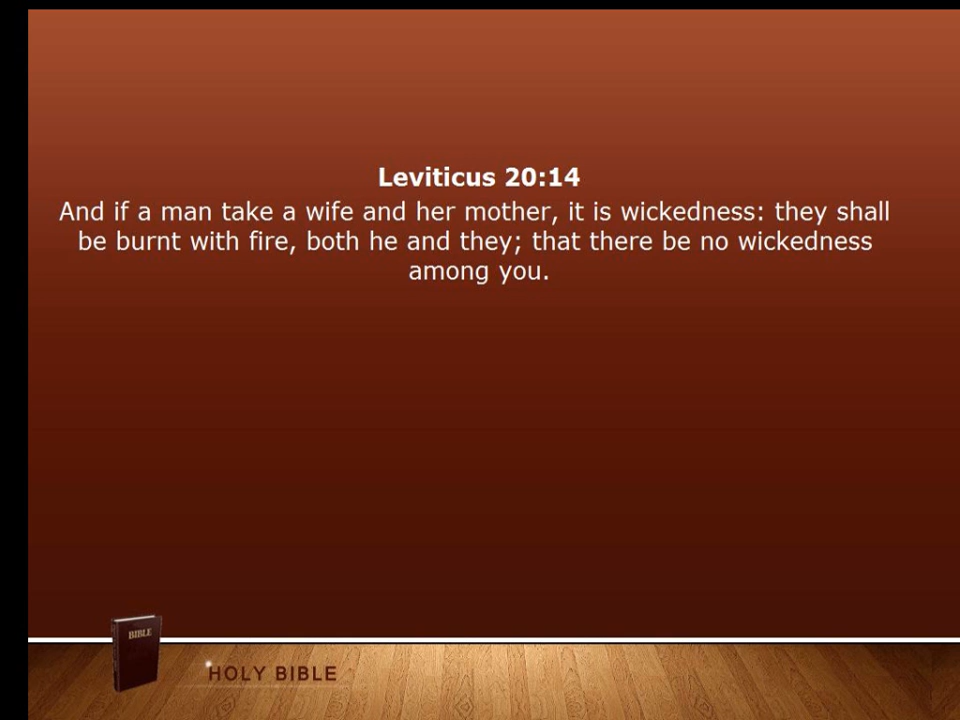 Leviticus 20:14
And if a man take a wife and her mother, it is wickedness: they shall
be burnt with fire, both he and they; that there be no wickedness
among you.
BIBLE
HOLY BIBLE